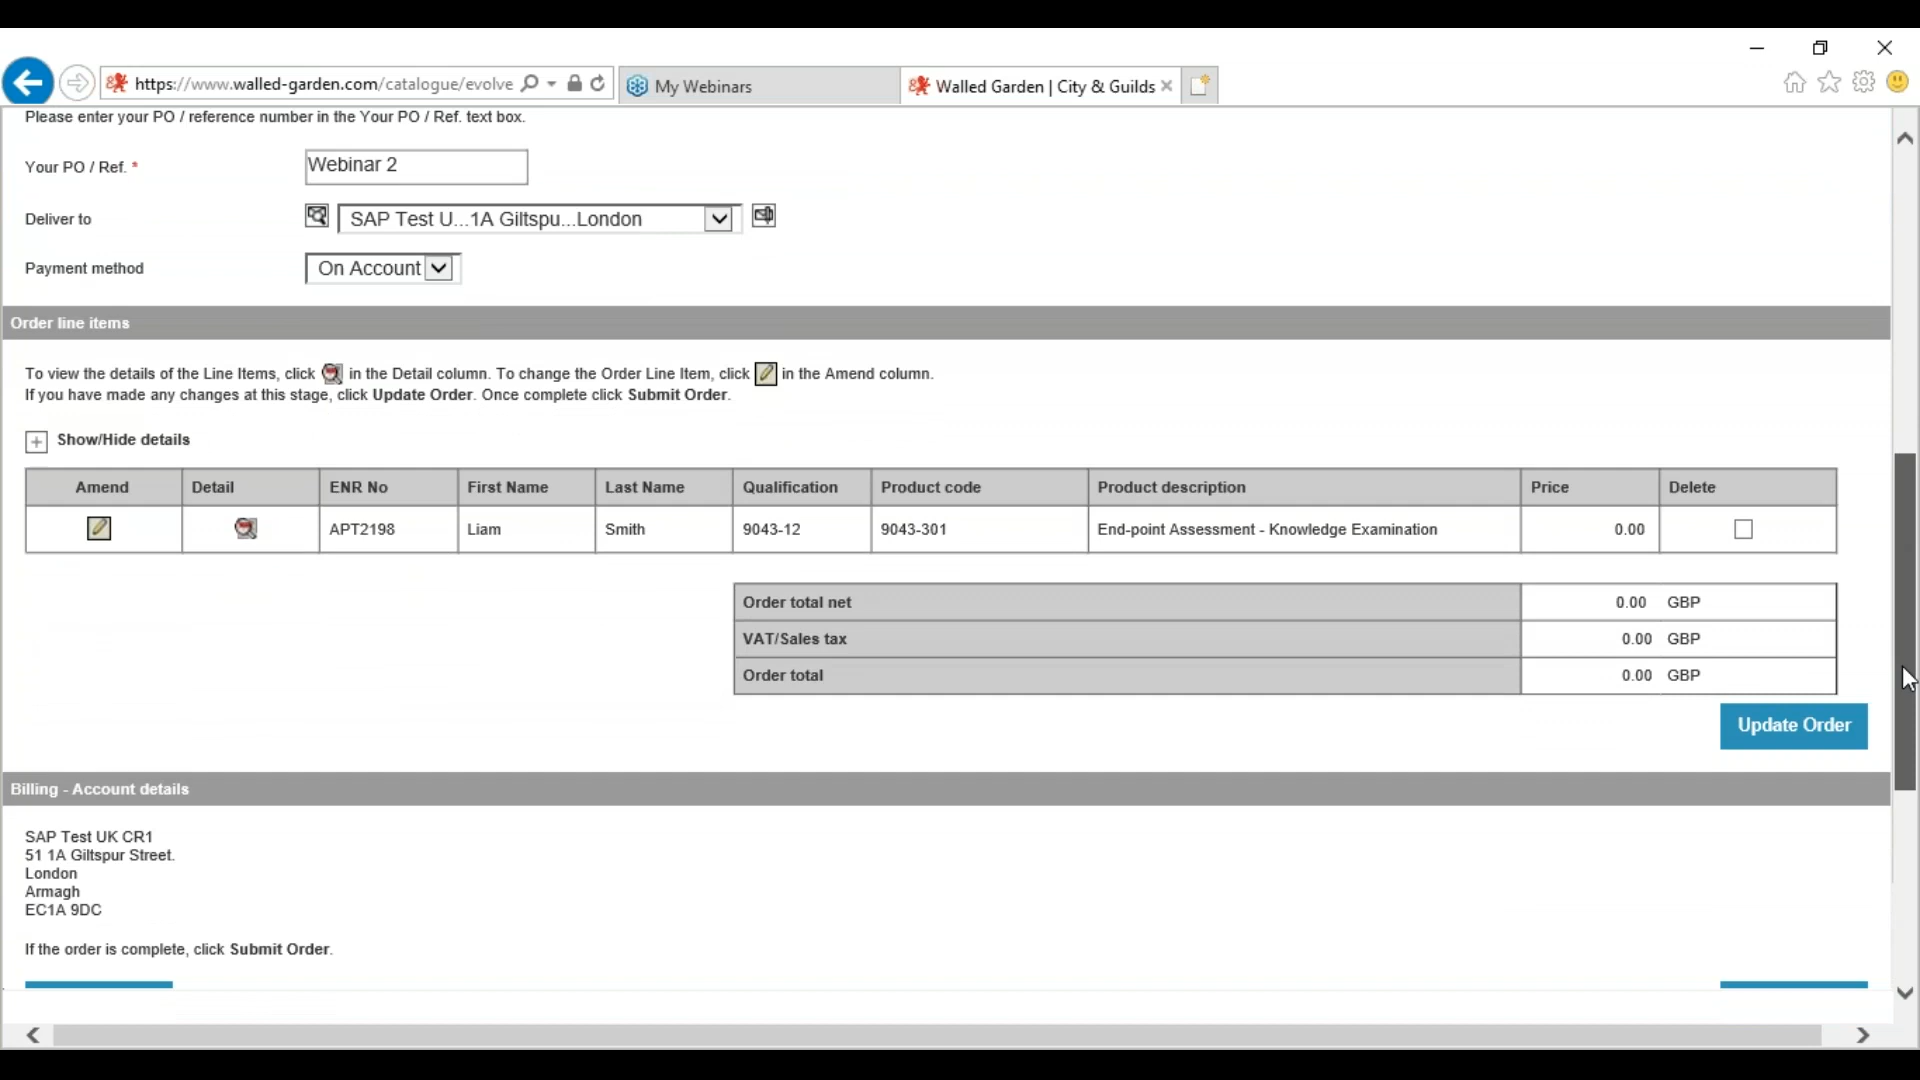 https://www.walled-garden.com/catalogue/evolve
My Webinars
Walled Garden | City & Guilds
Please enter your PO / reference number in the Your PO / Ref. text box.
Your PO / Ref. *
Webinar 2
Deliver to
SAP Test U...1A Giltspu...London
Payment method
On Account
Order line items
To view the details of the Line Items, click in the Detail column. To change the Order Line Item, click in the Amend column.
If you have made any changes at this stage, click Update Order. Once complete click Submit Order.
Show/Hide details
Amend Detail ENR No First Name Last Name Qualification Product code Product description Price Delete
APT2198 Liam Smith 9043-12 9043-301 End-point Assessment - Knowledge Examination 0.00
Order total net 0.00 GBP
VAT/Sales tax 0.00 GBP
Order total 0.00 GBP
Update Order
Billing - Account details
SAP Test UK CR1
51 1A Giltspur Street.
London
Armagh
EC1A 9DC
If the order is complete, click Submit Order.